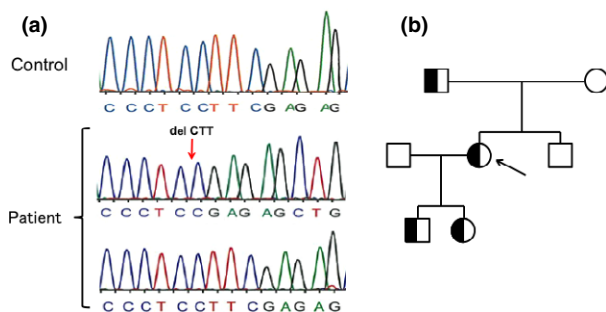 (a)
(b)
Control
C C C T C C T T C G A G A G
del CTT
C C C T C C G A G A G C T G
Patient
C C C T C C T T C G A G A G